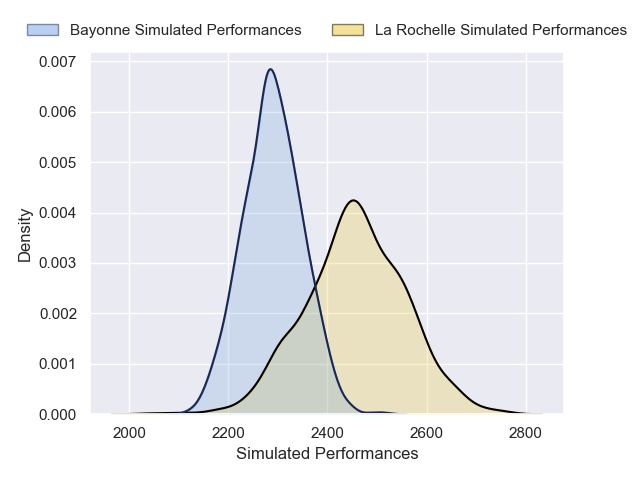 Bayonne Simulated Performances
La Rochelle Simulated Performances
0.007
0.006
0.005
0.004
0.003
0.002
0.001
0.000
Density
2000 2200 2400 2600 2800
Simulated Performances